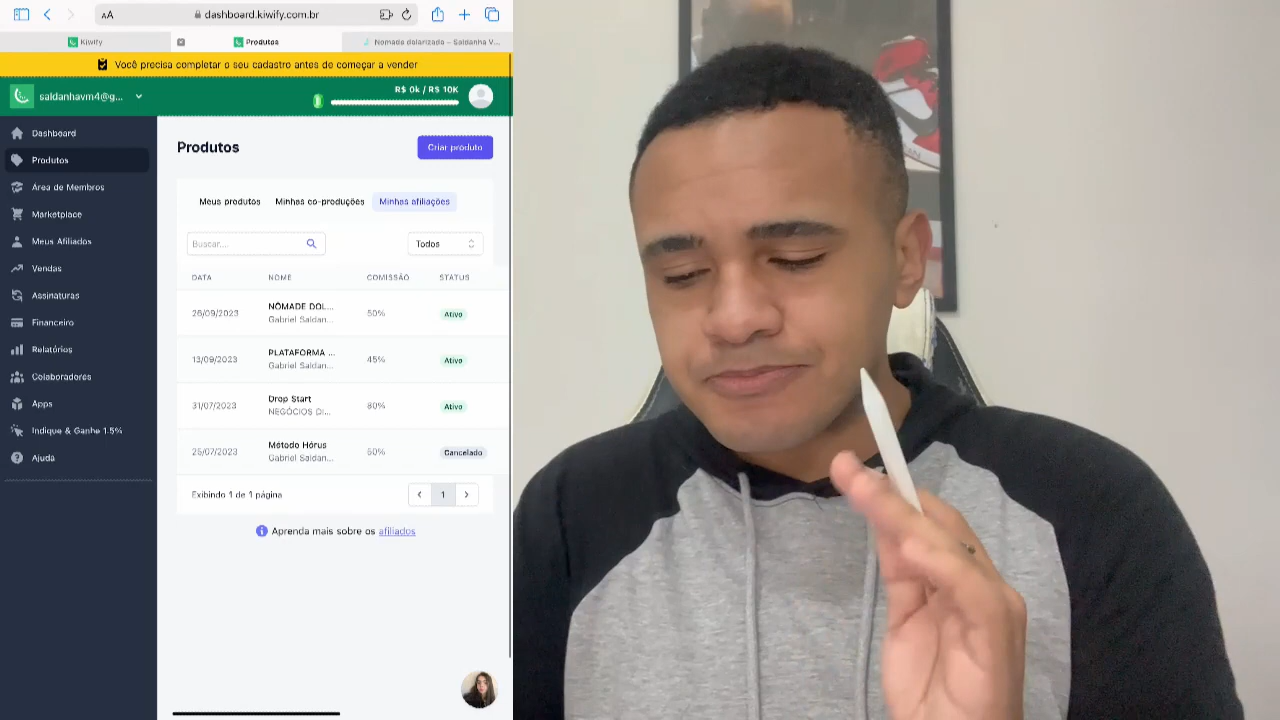 AA
dashboard.kiwify.com.br
Kiwify
Produtos
Nomade dolarizado – Saldanha V...
Você precisa completar o seu cadastro antes de começar a vender
saldanhavm4@g...
R$ 0k / R$ 10K
Dashboard
Produtos
Área de Membros
Marketplace
Meus Afiliados
Vendas
Assinaturas
Financeiro
Relatórios
Colaboradores
Apps
Indique & Ganhe 1.5%
Ajuda
Produtos
Criar produto
Meus produtos
Minhas co-produções
Minhas afiliações
Buscar....
Todos
DATA NOME COMISSÃO STATUS
26/09/2023 NÔMADE DOL... 50% Ativo
Gabriel Saldan...
13/09/2023 PLATAFORMA ... 45% Ativo
Gabriel Saldan...
31/07/2023 Drop Start 80% Ativo
NEGÓCIOS DI...
25/07/2023 Método Hórus 50% Cancelado
Gabriel Saldan...
Exibindo 1 de 1 página
1
Aprenda mais sobre os afiliados